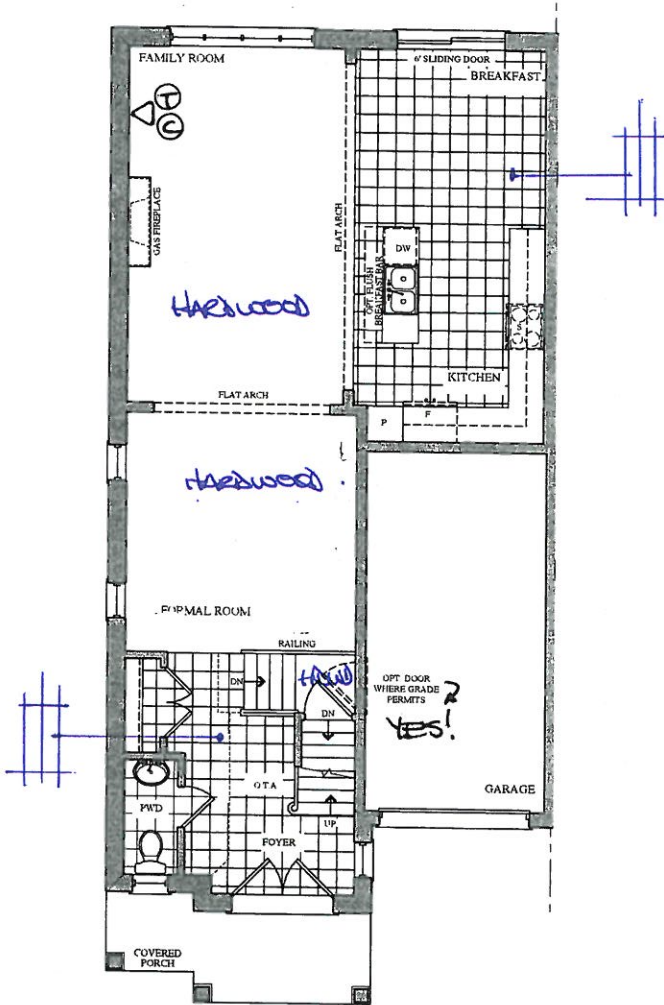 FAMILY ROOM
6' SLIDING DOOR
BREAKFAST
T
C
GAS FIREPLACE
FLAT ARCH
DW
OPT. FLUSH
BREAKFAST BAR
S
HARDWOOD
KITCHEN
FLAT ARCH
P
F
HARDWOOD
FORMAL ROOM
RAILING
DN
OPT DOOR
WHERE GRADE
PERMITS
YES!
DN
O.T.A
GARAGE
PWD
UP
FOYER
COVERED
PORCH